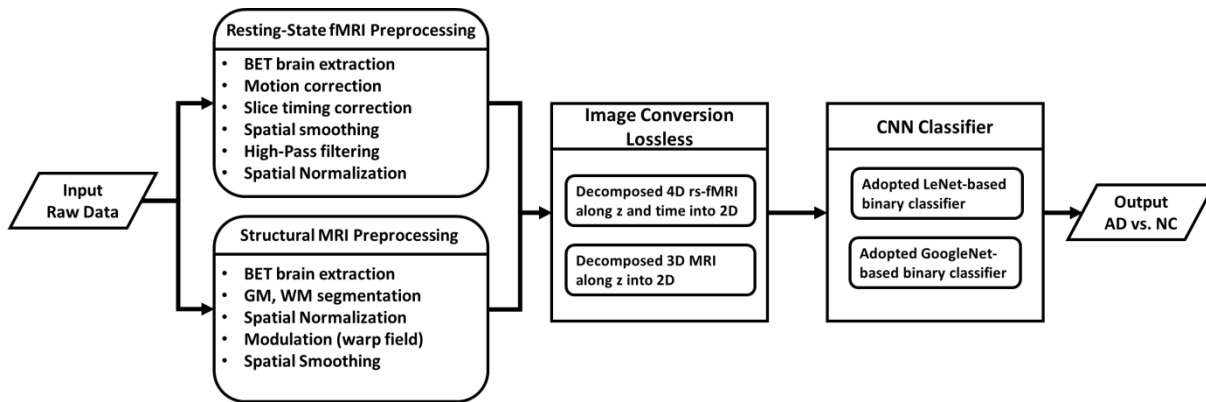 Input
Raw Data
Resting-State fMRI Preprocessing
• BET brain extraction
• Motion correction
• Slice timing correction
• Spatial smoothing
• High-Pass filtering
• Spatial Normalization
Structural MRI Preprocessing
• BET brain extraction
• GM, WM segmentation
• Spatial Normalization
• Modulation (warp field)
• Spatial Smoothing
Image Conversion
Lossless
Decomposed 4D rs-fMRI
along z and time into 2D
Decomposed 3D MRI
along z into 2D
CNN Classifier
Adopted LeNet-based
binary classifier
Adopted GoogleNet-
based binary classifier
Output
AD vs. NC